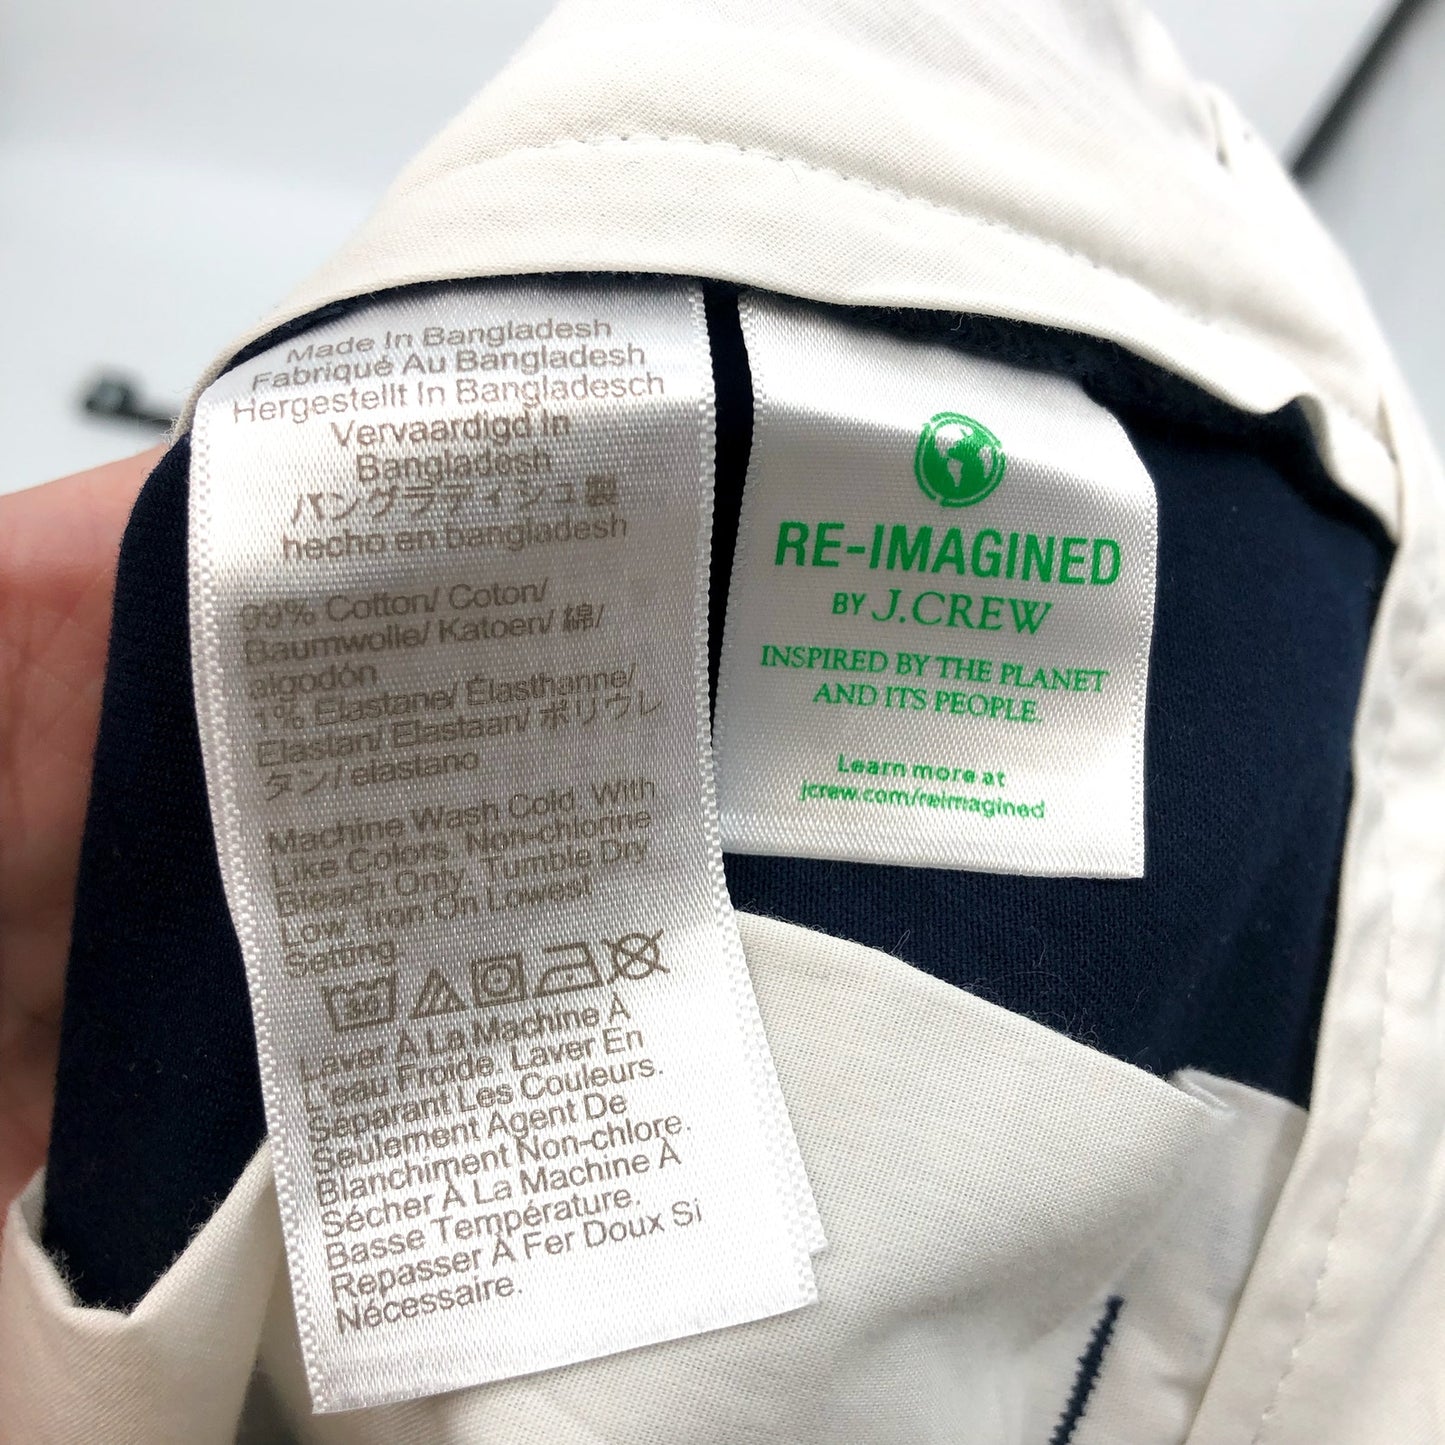 Made In Bangladesh
Fabriqué Au Bangladesh
Hergestellt In Bangladesch
Vervaardigd In
Bangladesh
バングラディシュ製
hecho en bangladesh
99% Cotton/ Coton/
Baumwolle/ Katoen/ 綿/
algodón
1% Elastane/ Élasthanne/
Elastan/ Elastaan/ ポリウレ
タン/ elastano
Machine Wash Cold. With
Like Colors. Non-chlorine
Bleach Only. Tumble Dry
Low. Iron On Lowest
Setting
30
Laver À La Machine À
L'eau Froide. Laver En
Séparant Les Couleurs.
Seulement Agent De
Blanchiment Non-chlore.
Sécher À La Machine À
Basse Température.
Repasser À Fer Doux Si
Nécessaire.
RE-IMAGINED
BY J.CREW
INSPIRED BY THE PLANET
AND ITS PEOPLE.
Learn more at
jcrew.com/reimagined